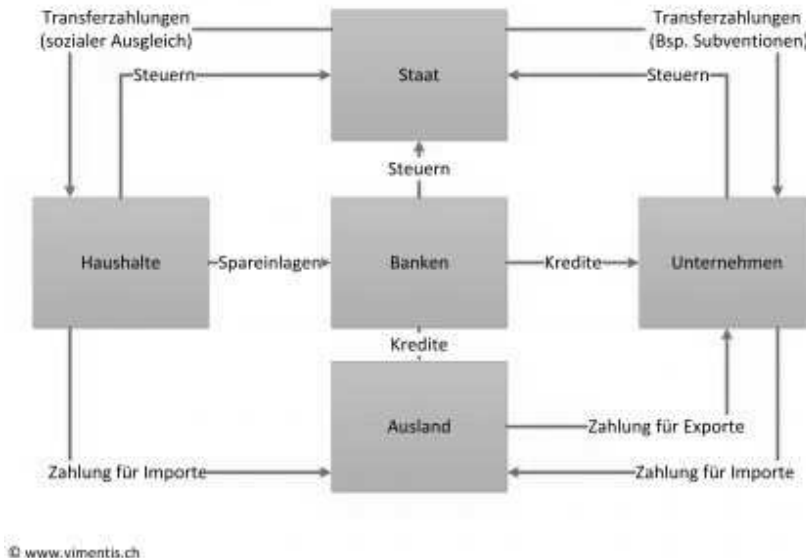 Transferzahlungen
(sozialer Ausgleich)
Transferzahlungen
(Bsp. Subventionen)
Steuern
Staat
Steuern
Steuern
Haushalte
Spareinlagen
Banken
Kredite
Unternehmen
Kredite
Ausland
Zahlung für Exporte
Zahlung für Importe
Zahlung für Importe
© www.vimentis.ch